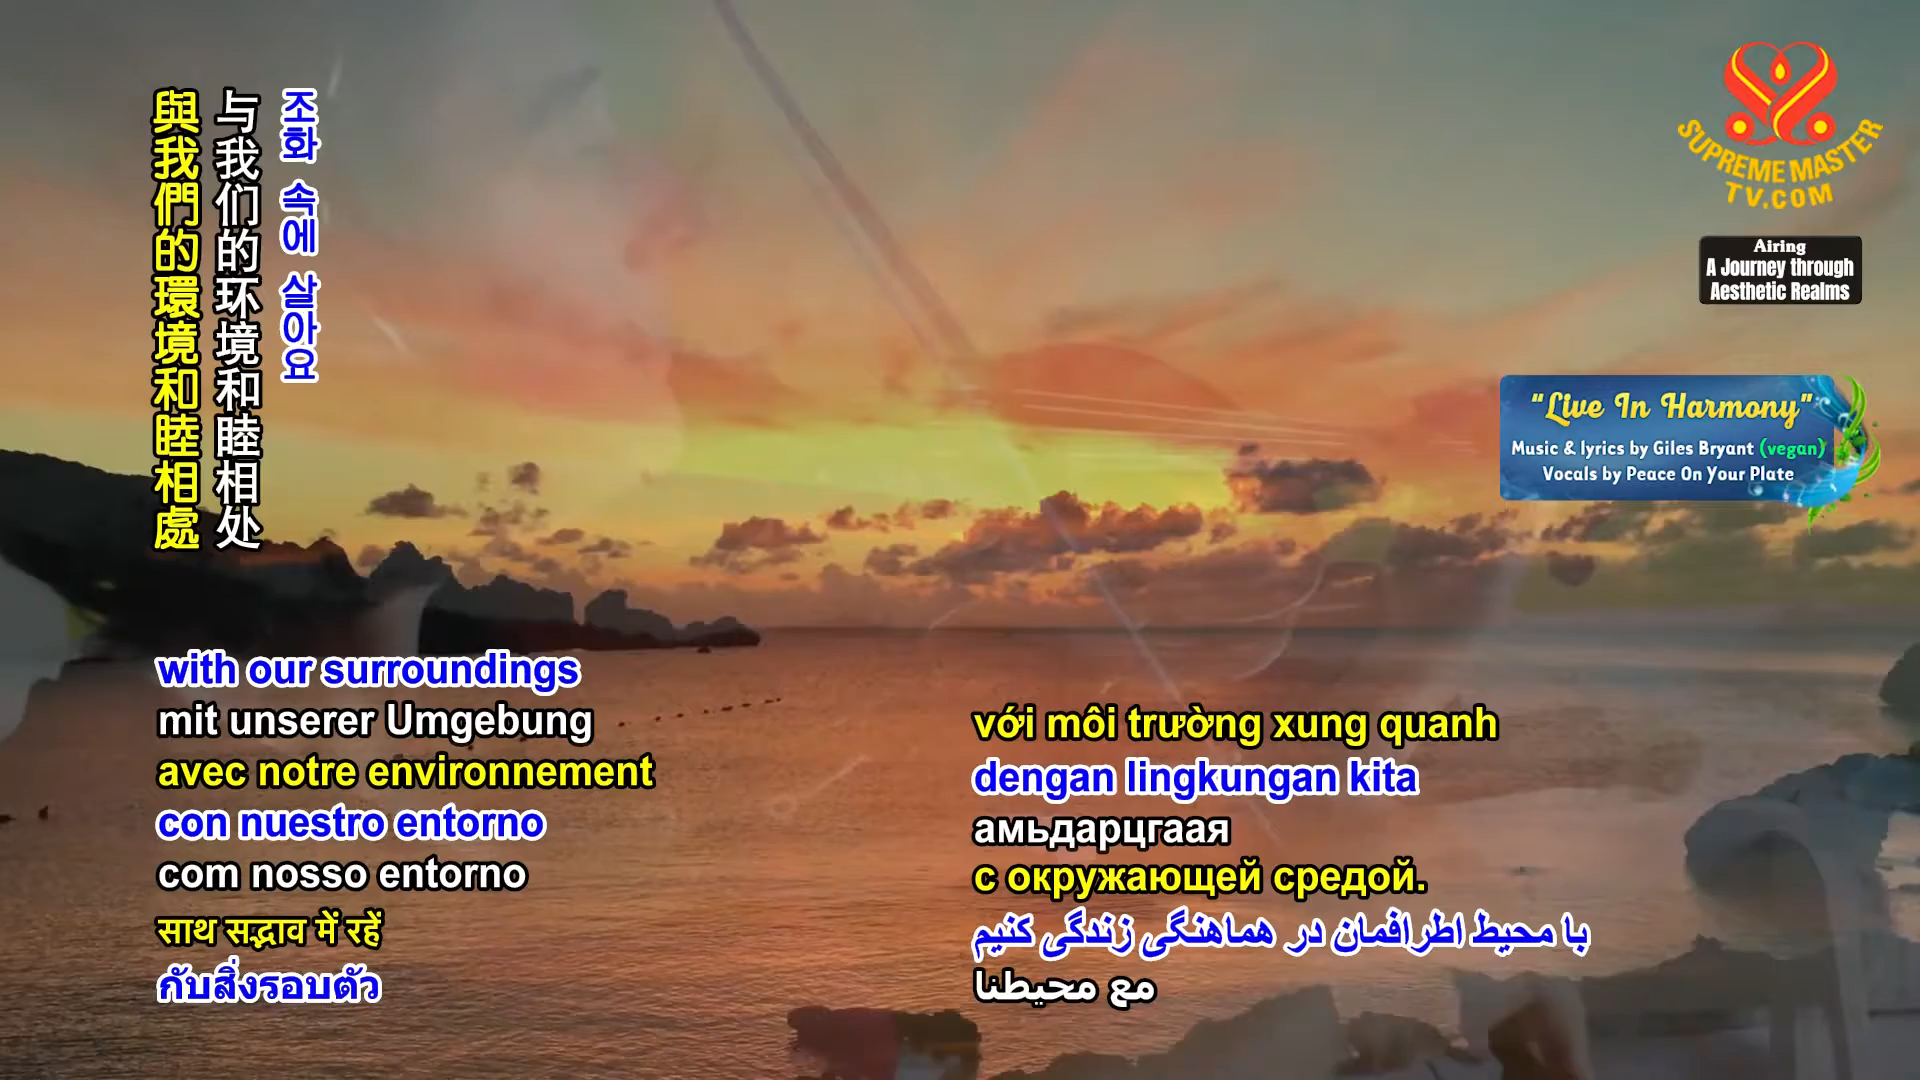 조화 속에 살아요
与我们的环境和睦相处
與我們的環境和睦相處
SUPREME MASTER
TV.COM
Airing
A Journey through
Aesthetic Realms
“Live In Harmony”
Music & lyrics by Giles Bryant (vegan)
Vocals by Peace On Your Plate
with our surroundings
mit unserer Umgebung
avec notre environnement
con nuestro entorno
com nosso entorno
साथ सद्भाव में रहें
กับสิ่งรอบตัว
với môi trường xung quanh
dengan lingkungan kita
амьдарцгаая
с окружающей средой.
با محیط اطرافمان در هماهنگی زندگی کنیم
مع محيطنا